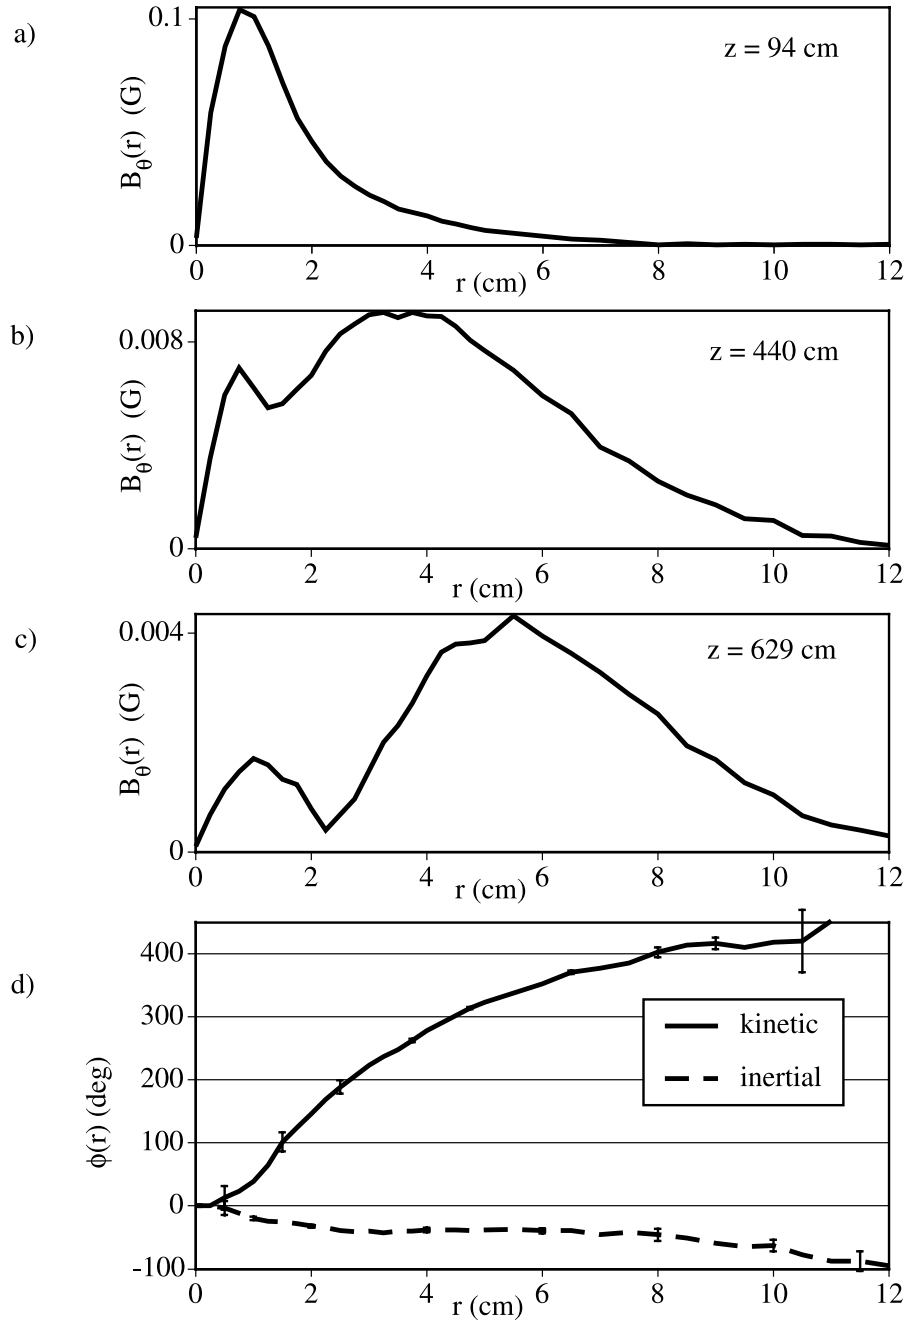 a)
0.1
0
B_θ(r) (G)
z = 94 cm
0 2 4 6 8 10 12
r (cm)
b)
0.008
0
B_θ(r) (G)
z = 440 cm
0 2 4 6 8 10 12
r (cm)
c)
0.004
0
B_θ(r) (G)
z = 629 cm
0 2 4 6 8 10 12
r (cm)
d)
400
300
200
100
0
-100
ϕ(r) (deg)
kinetic
inertial
0 2 4 6 8 10 12
r (cm)